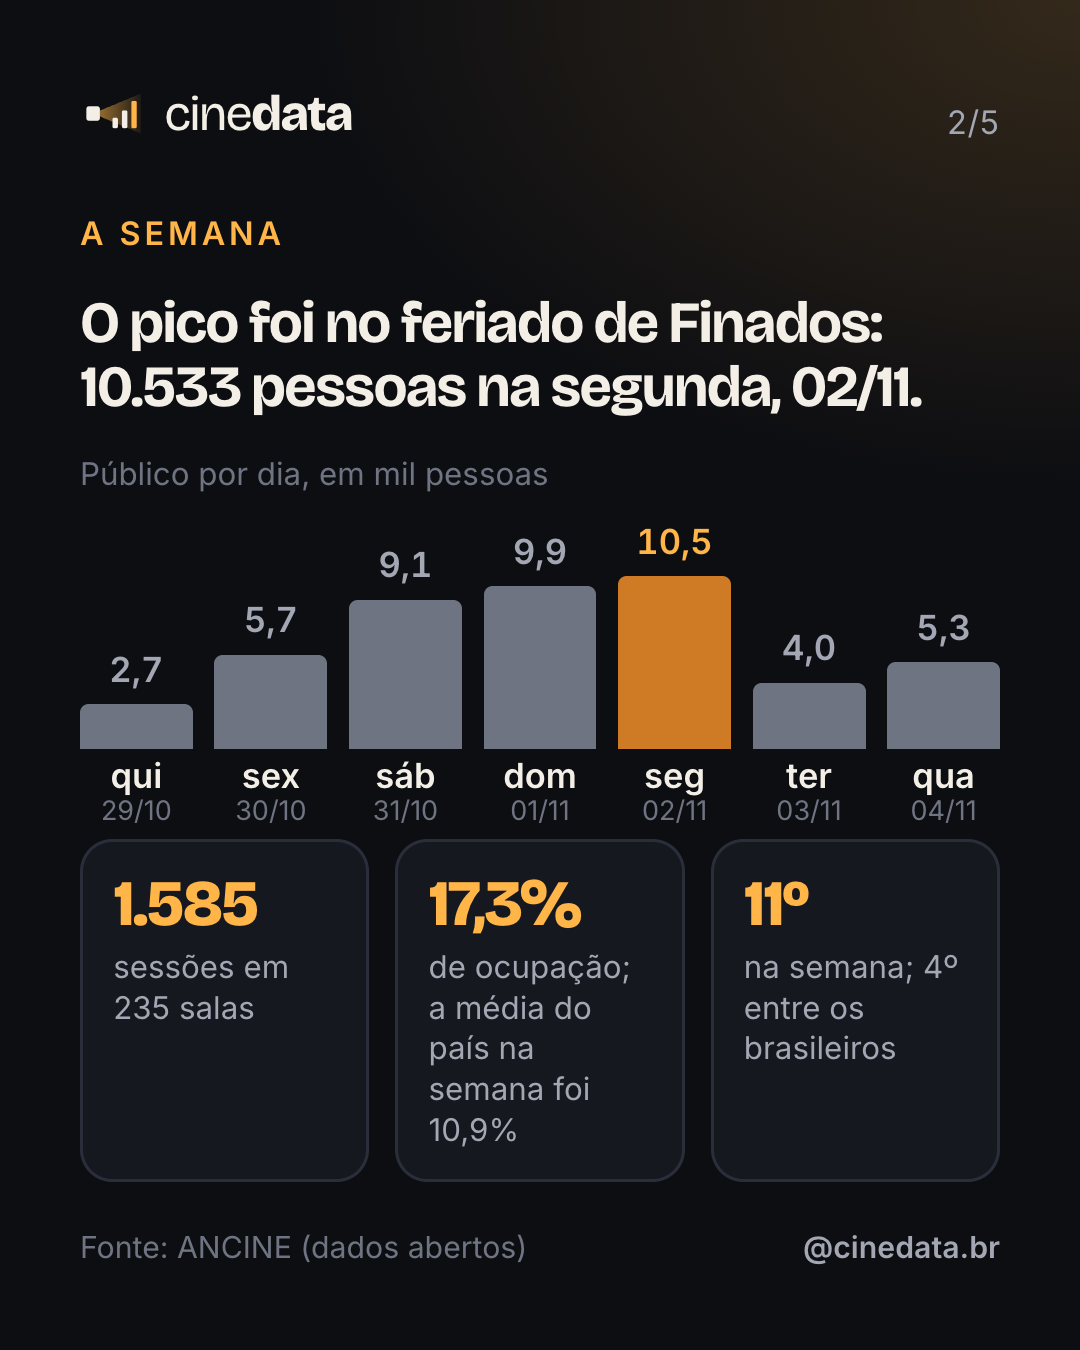 cinedata
2/5
A SEMANA
O pico foi no feriado de Finados:
10.533 pessoas na segunda, 02/11.
Público por dia, em mil pessoas
2,7
5,7
9,1
9,9
10,5
4,0
5,3
qui
sex
sáb
dom
seg
ter
qua
29/10
30/10
31/10
01/11
02/11
03/11
04/11
1.585
sessões em
235 salas
17,3%
de ocupação;
a média do
país na
semana foi
10,9%
11º
na semana; 4º
entre os
brasileiros
Fonte: ANCINE (dados abertos)
@cinedata.br